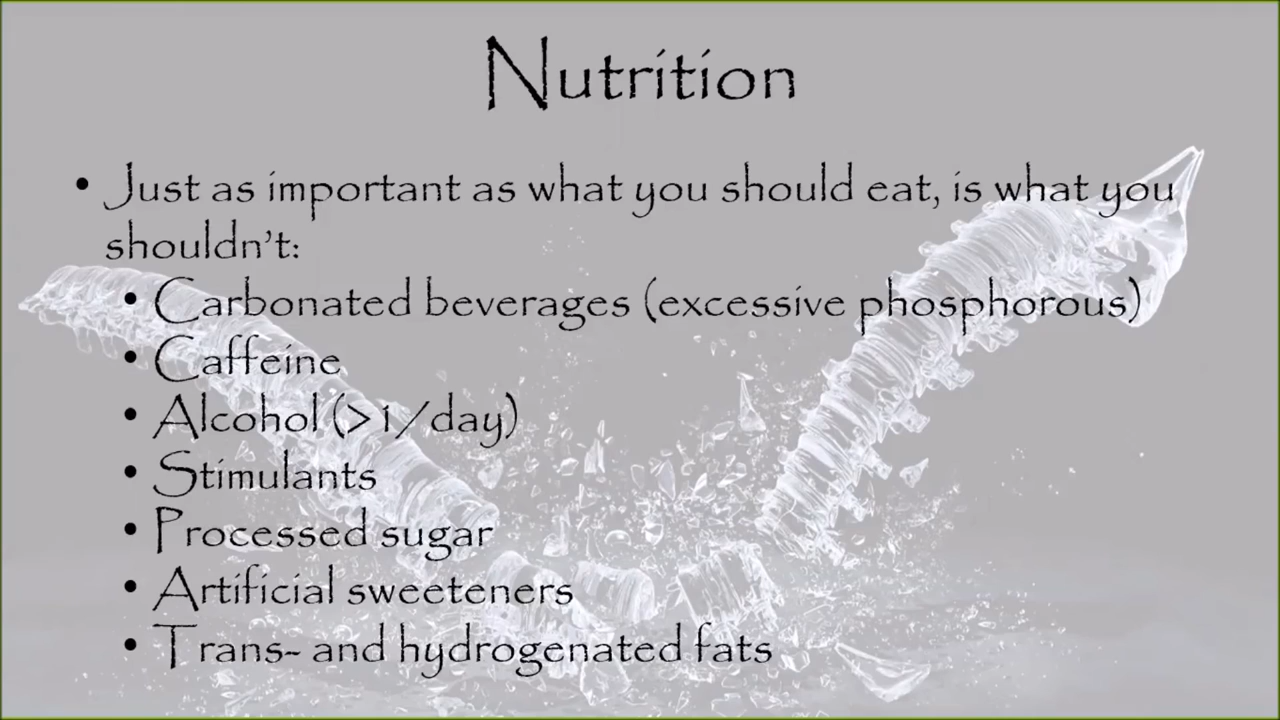 Nutrition
• Just as important as what you should eat, is what you
shouldn't:
• Carbonated beverages (excessive phosphorous)
• Caffeine
• Alcohol (>1/day)
• Stimulants
• Processed sugar
• Artificial sweeteners
• Trans- and hydrogenated fats